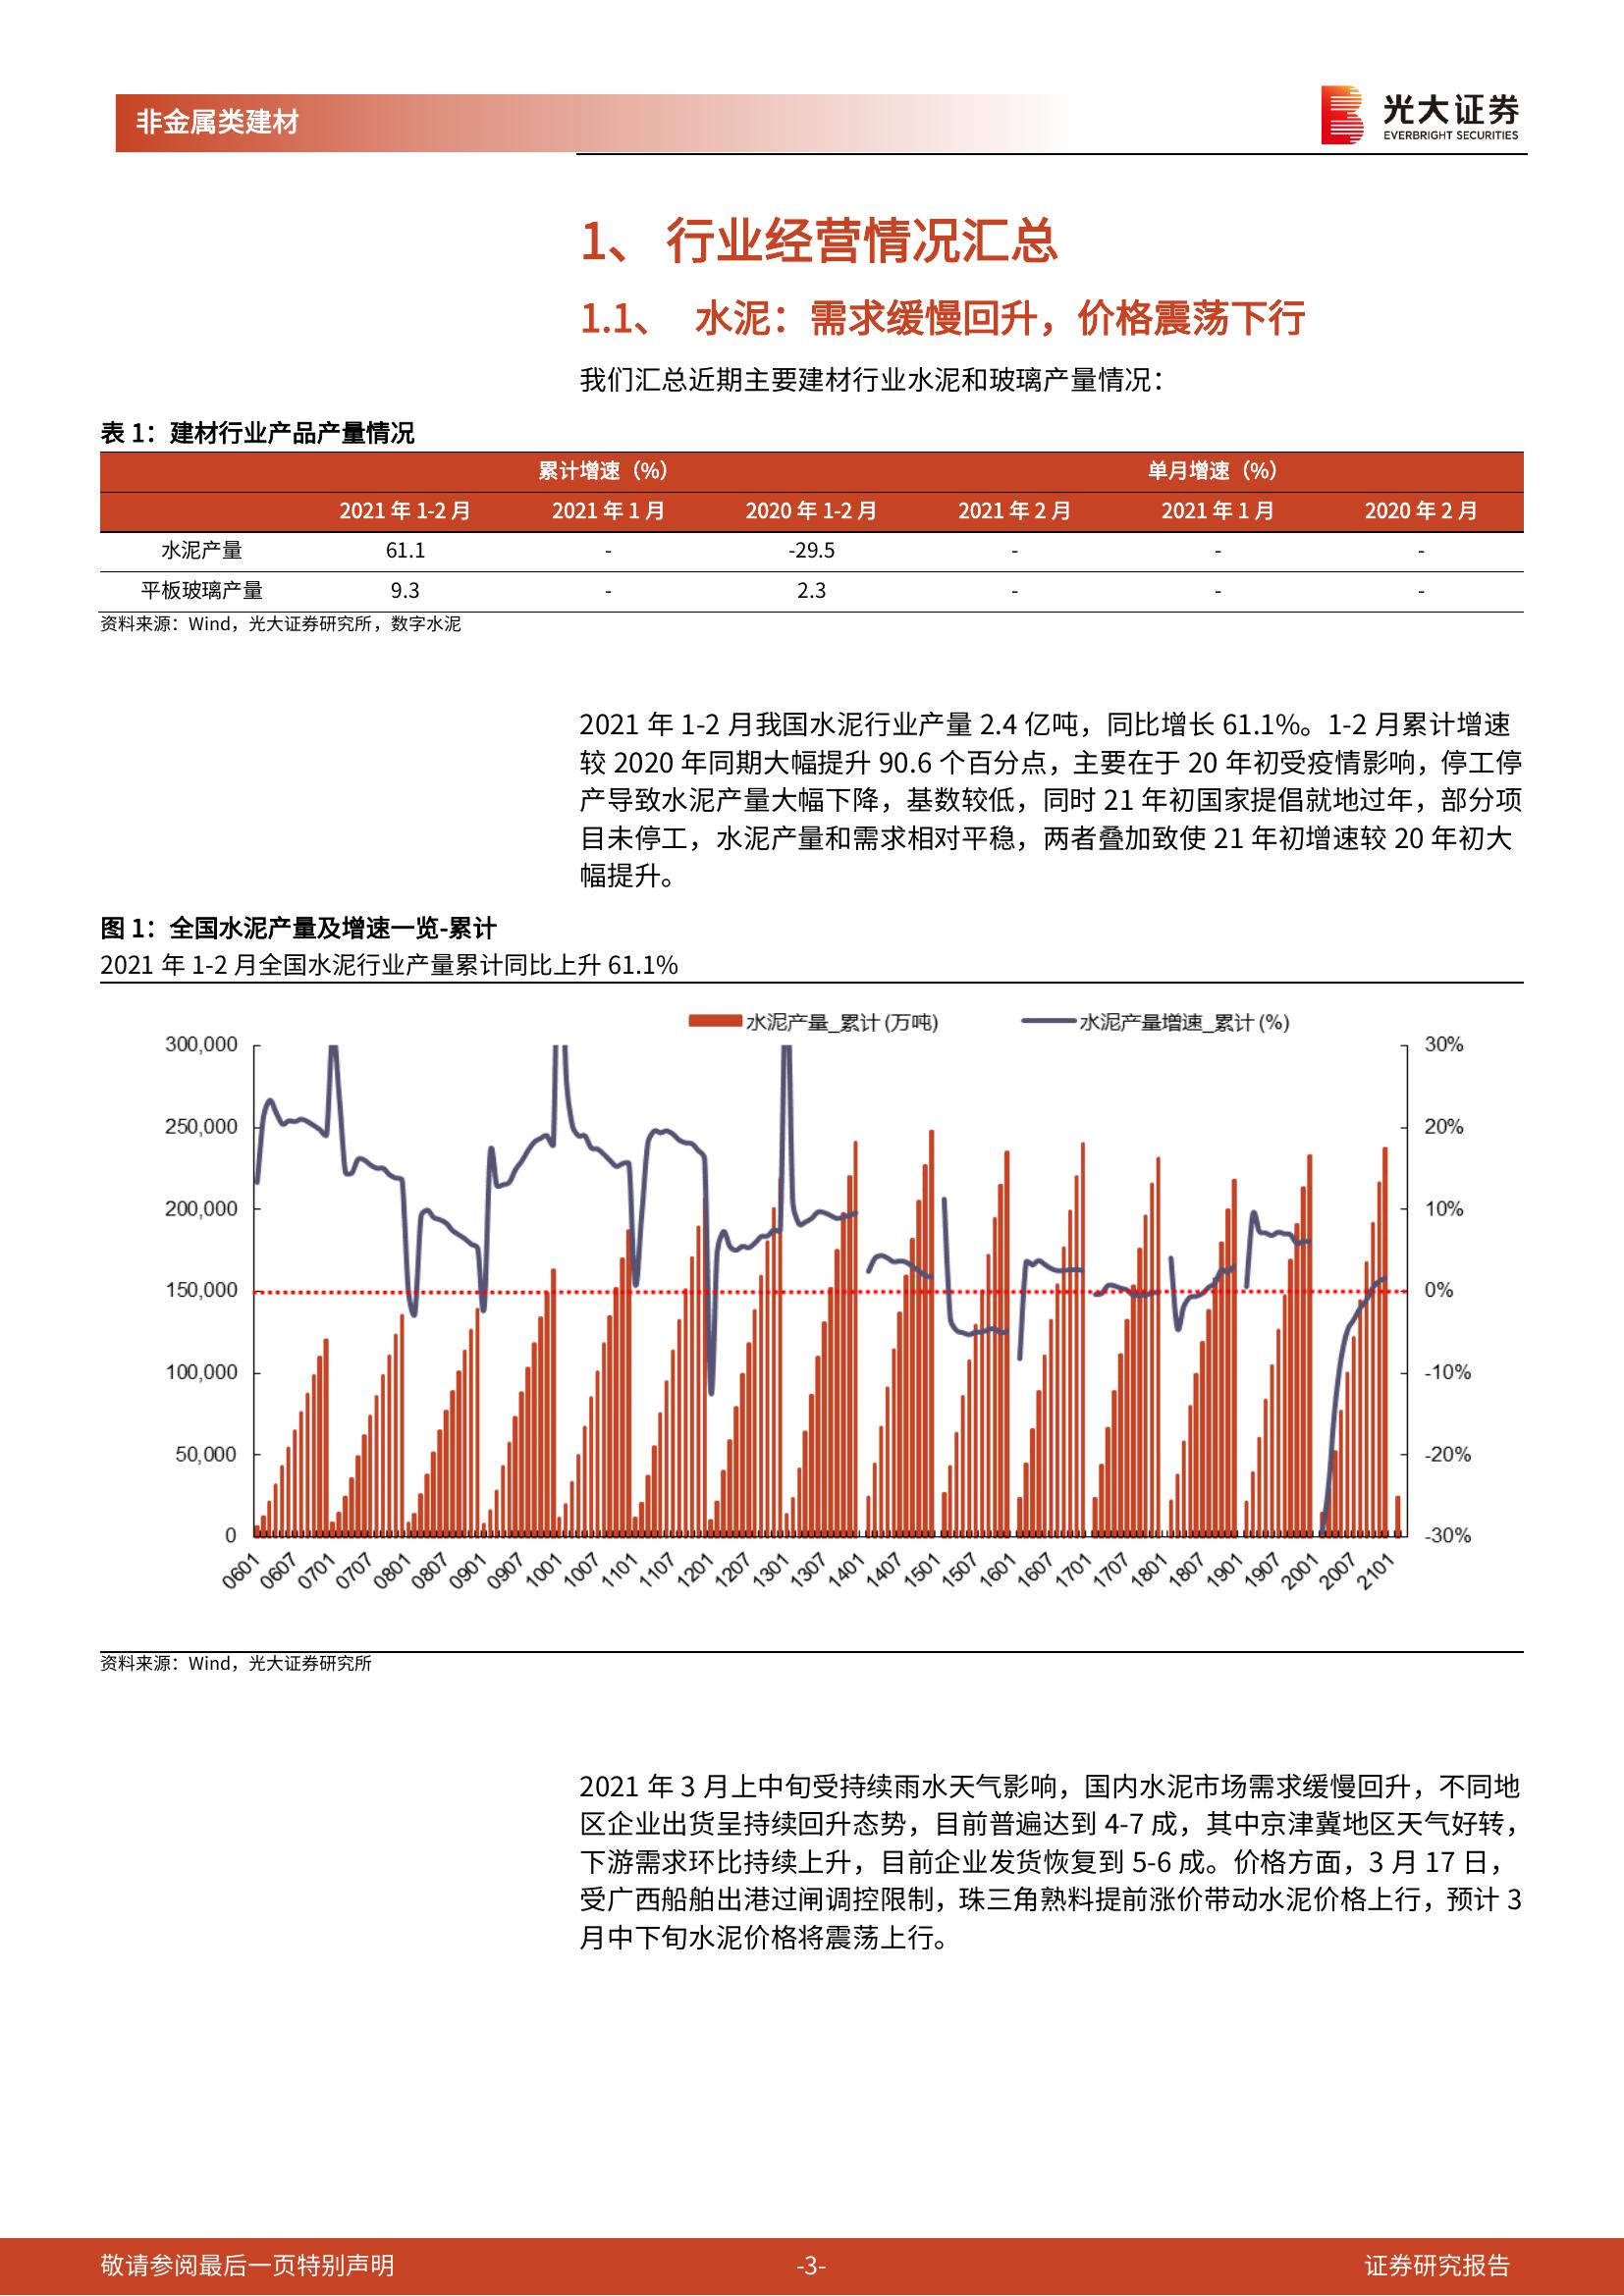 非金属类建材
光大证券
EVERBRIGHT SECURITIES
1、 行业经营情况汇总
1.1、 水泥：需求缓慢回升，价格震荡下行
我们汇总近期主要建材行业水泥和玻璃产量情况：
表 1：建材行业产品产量情况
累计增速（%） 单月增速（%）
2021 年 1-2 月 2021 年 1 月 2020 年 1-2 月 2021 年 2 月 2021 年 1 月 2020 年 2 月
水泥产量 61.1 - -29.5 - - -
平板玻璃产量 9.3 - 2.3 - - -
资料来源：Wind，光大证券研究所，数字水泥
2021 年 1-2 月我国水泥行业产量 2.4 亿吨，同比增长 61.1%。1-2 月累计增速
较 2020 年同期大幅提升 90.6 个百分点，主要在于 20 年初受疫情影响，停工停
产导致水泥产量大幅下降，基数较低，同时 21 年初国家提倡就地过年，部分项
目未停工，水泥产量和需求相对平稳，两者叠加致使 21 年初增速较 20 年初大
幅提升。
图 1：全国水泥产量及增速一览-累计
2021 年 1-2 月全国水泥行业产量累计同比上升 61.1%
水泥产量_累计 (万吨) 水泥产量增速_累计 (%)
300,000 30%
250,000 20%
200,000 10%
150,000 0%
100,000 -10%
50,000 -20%
0 -30%
0601 0607 0701 0707 0801 0807 0901 0907 1001 1007 1101 1107 1201 1207 1301 1307 1401 1407 1501 1507 1601 1607 1701 1707 1801 1807 1901 1907 2001 2007 2101
资料来源：Wind，光大证券研究所
2021 年 3 月上中旬受持续雨水天气影响，国内水泥市场需求缓慢回升，不同地
区企业出货呈持续回升态势，目前普遍达到 4-7 成，其中京津冀地区天气好转，
下游需求环比持续上升，目前企业发货恢复到 5-6 成。价格方面，3 月 17 日，
受广西船舶出港过闸调控限制，珠三角熟料提前涨价带动水泥价格上行，预计 3
月中下旬水泥价格将震荡上行。
敬请参阅最后一页特别声明 -3- 证券研究报告